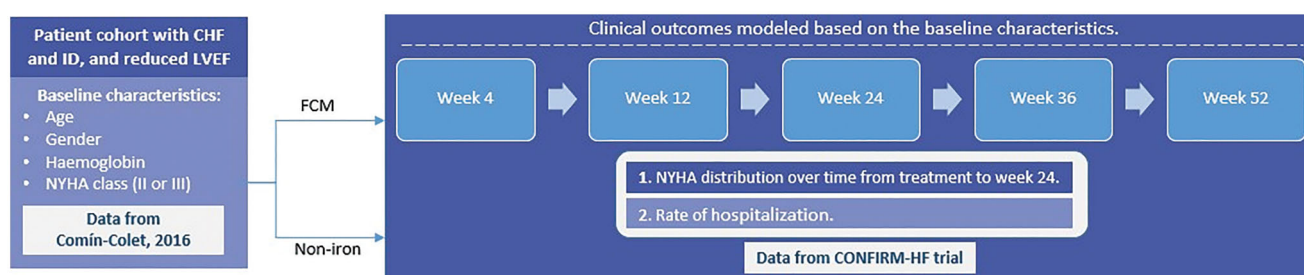 Patient cohort with CHF
and ID, and reduced LVEF
Baseline characteristics:
• Age
• Gender
• Haemoglobin
• NYHA class (II or III)
Data from
Comín-Colet, 2016
FCM
Non-iron
Clinical outcomes modeled based on the baseline characteristics.
Week 4
Week 12
Week 24
Week 36
Week 52
1. NYHA distribution over time from treatment to week 24.
2. Rate of hospitalization.
Data from CONFIRM-HF trial